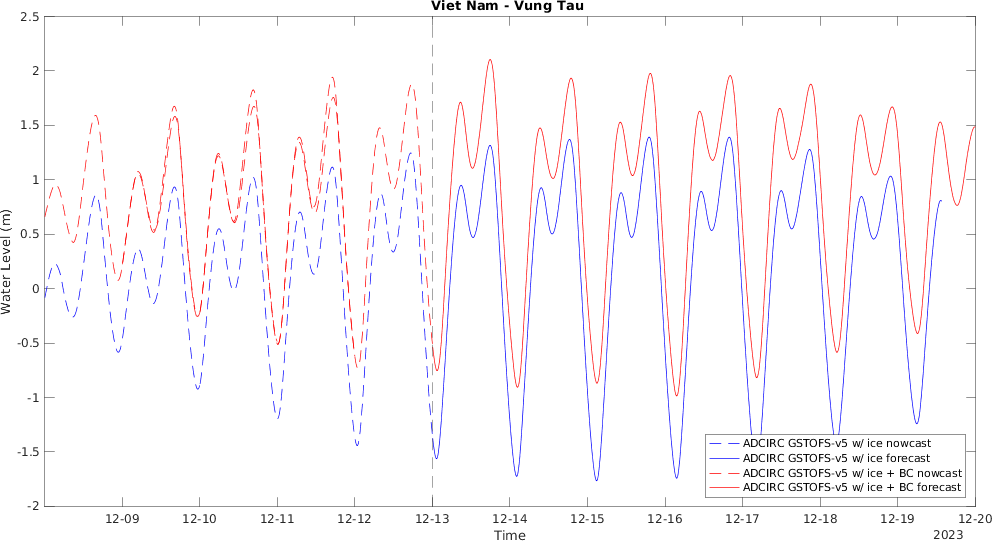 Viet Nam - Vung Tau
2.5
2
1.5
1
0.5
0
-0.5
-1
-1.5
-2
Water Level (m)
ADCIRC GSTOFS-v5 w/ ice nowcast
ADCIRC GSTOFS-v5 w/ ice forecast
ADCIRC GSTOFS-v5 w/ ice + BC nowcast
ADCIRC GSTOFS-v5 w/ ice + BC forecast
12-09 12-10 12-11 12-12 12-13 12-14 12-15 12-16 12-17 12-18 12-19 12-20
Time
2023